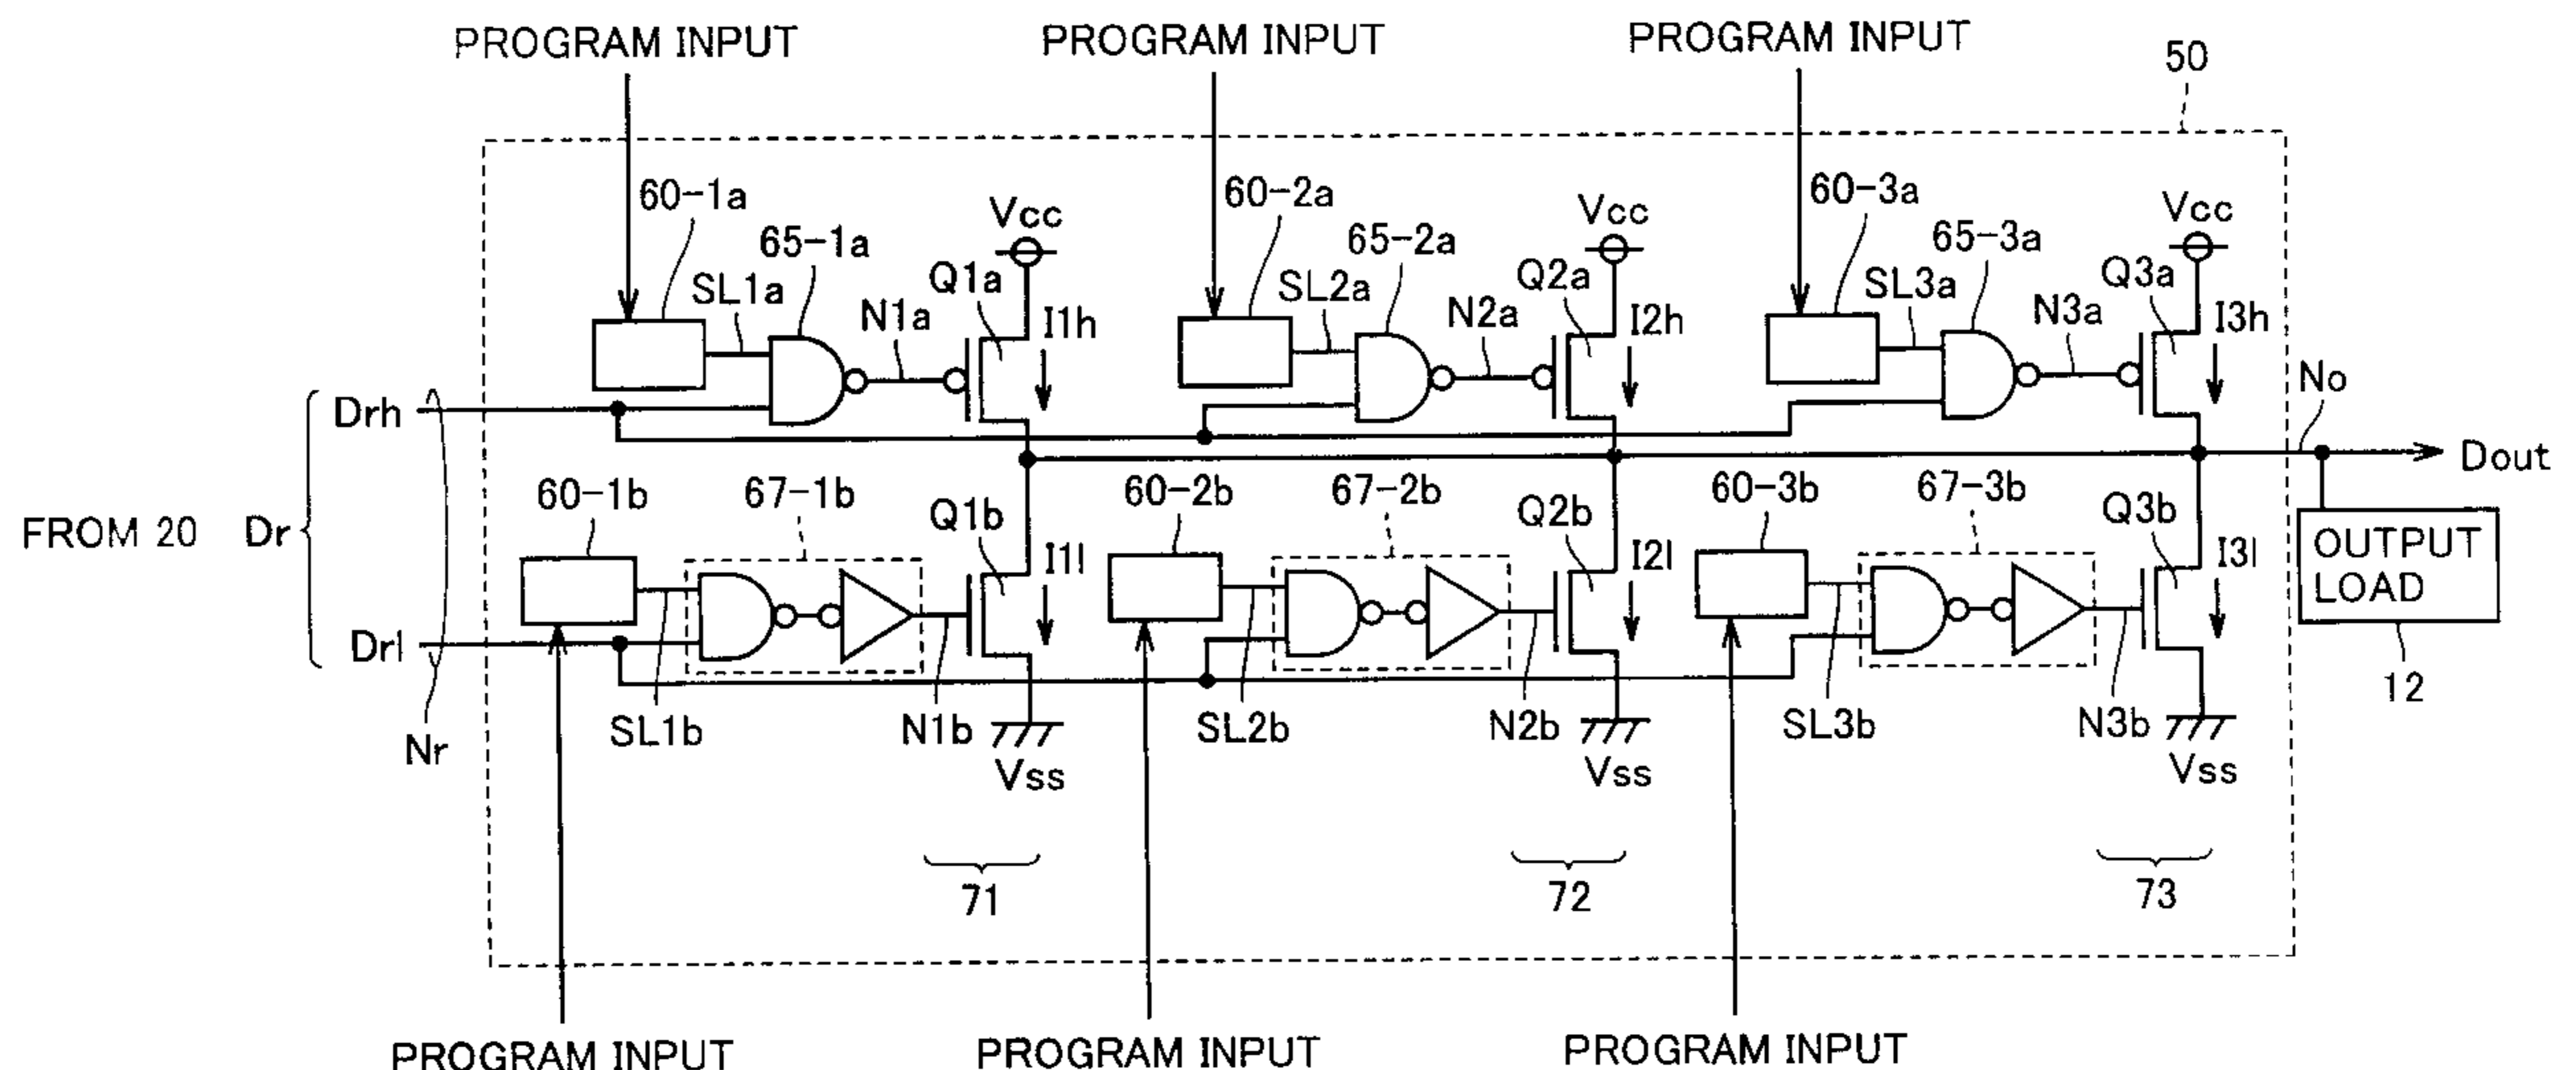 PROGRAM INPUT PROGRAM INPUT PROGRAM INPUT
50
60-1a 60-2a 60-3a
65-1a 65-2a 65-3a
Vcc Vcc Vcc
SL1a N1a Q1a I1h SL2a N2a Q2a I2h SL3a N3a Q3a I3h
Drh No
Dout
FROM 20 Dr
60-1b 67-1b Q1b I1l 60-2b 67-2b Q2b I2l 60-3b 67-3b Q3b I3l
OUTPUT
LOAD
Drl
12
Nr SL1b N1b SL2b N2b SL3b N3b
Vss Vss Vss
71 72 73
PROGRAM INPUT PROGRAM INPUT PROGRAM INPUT